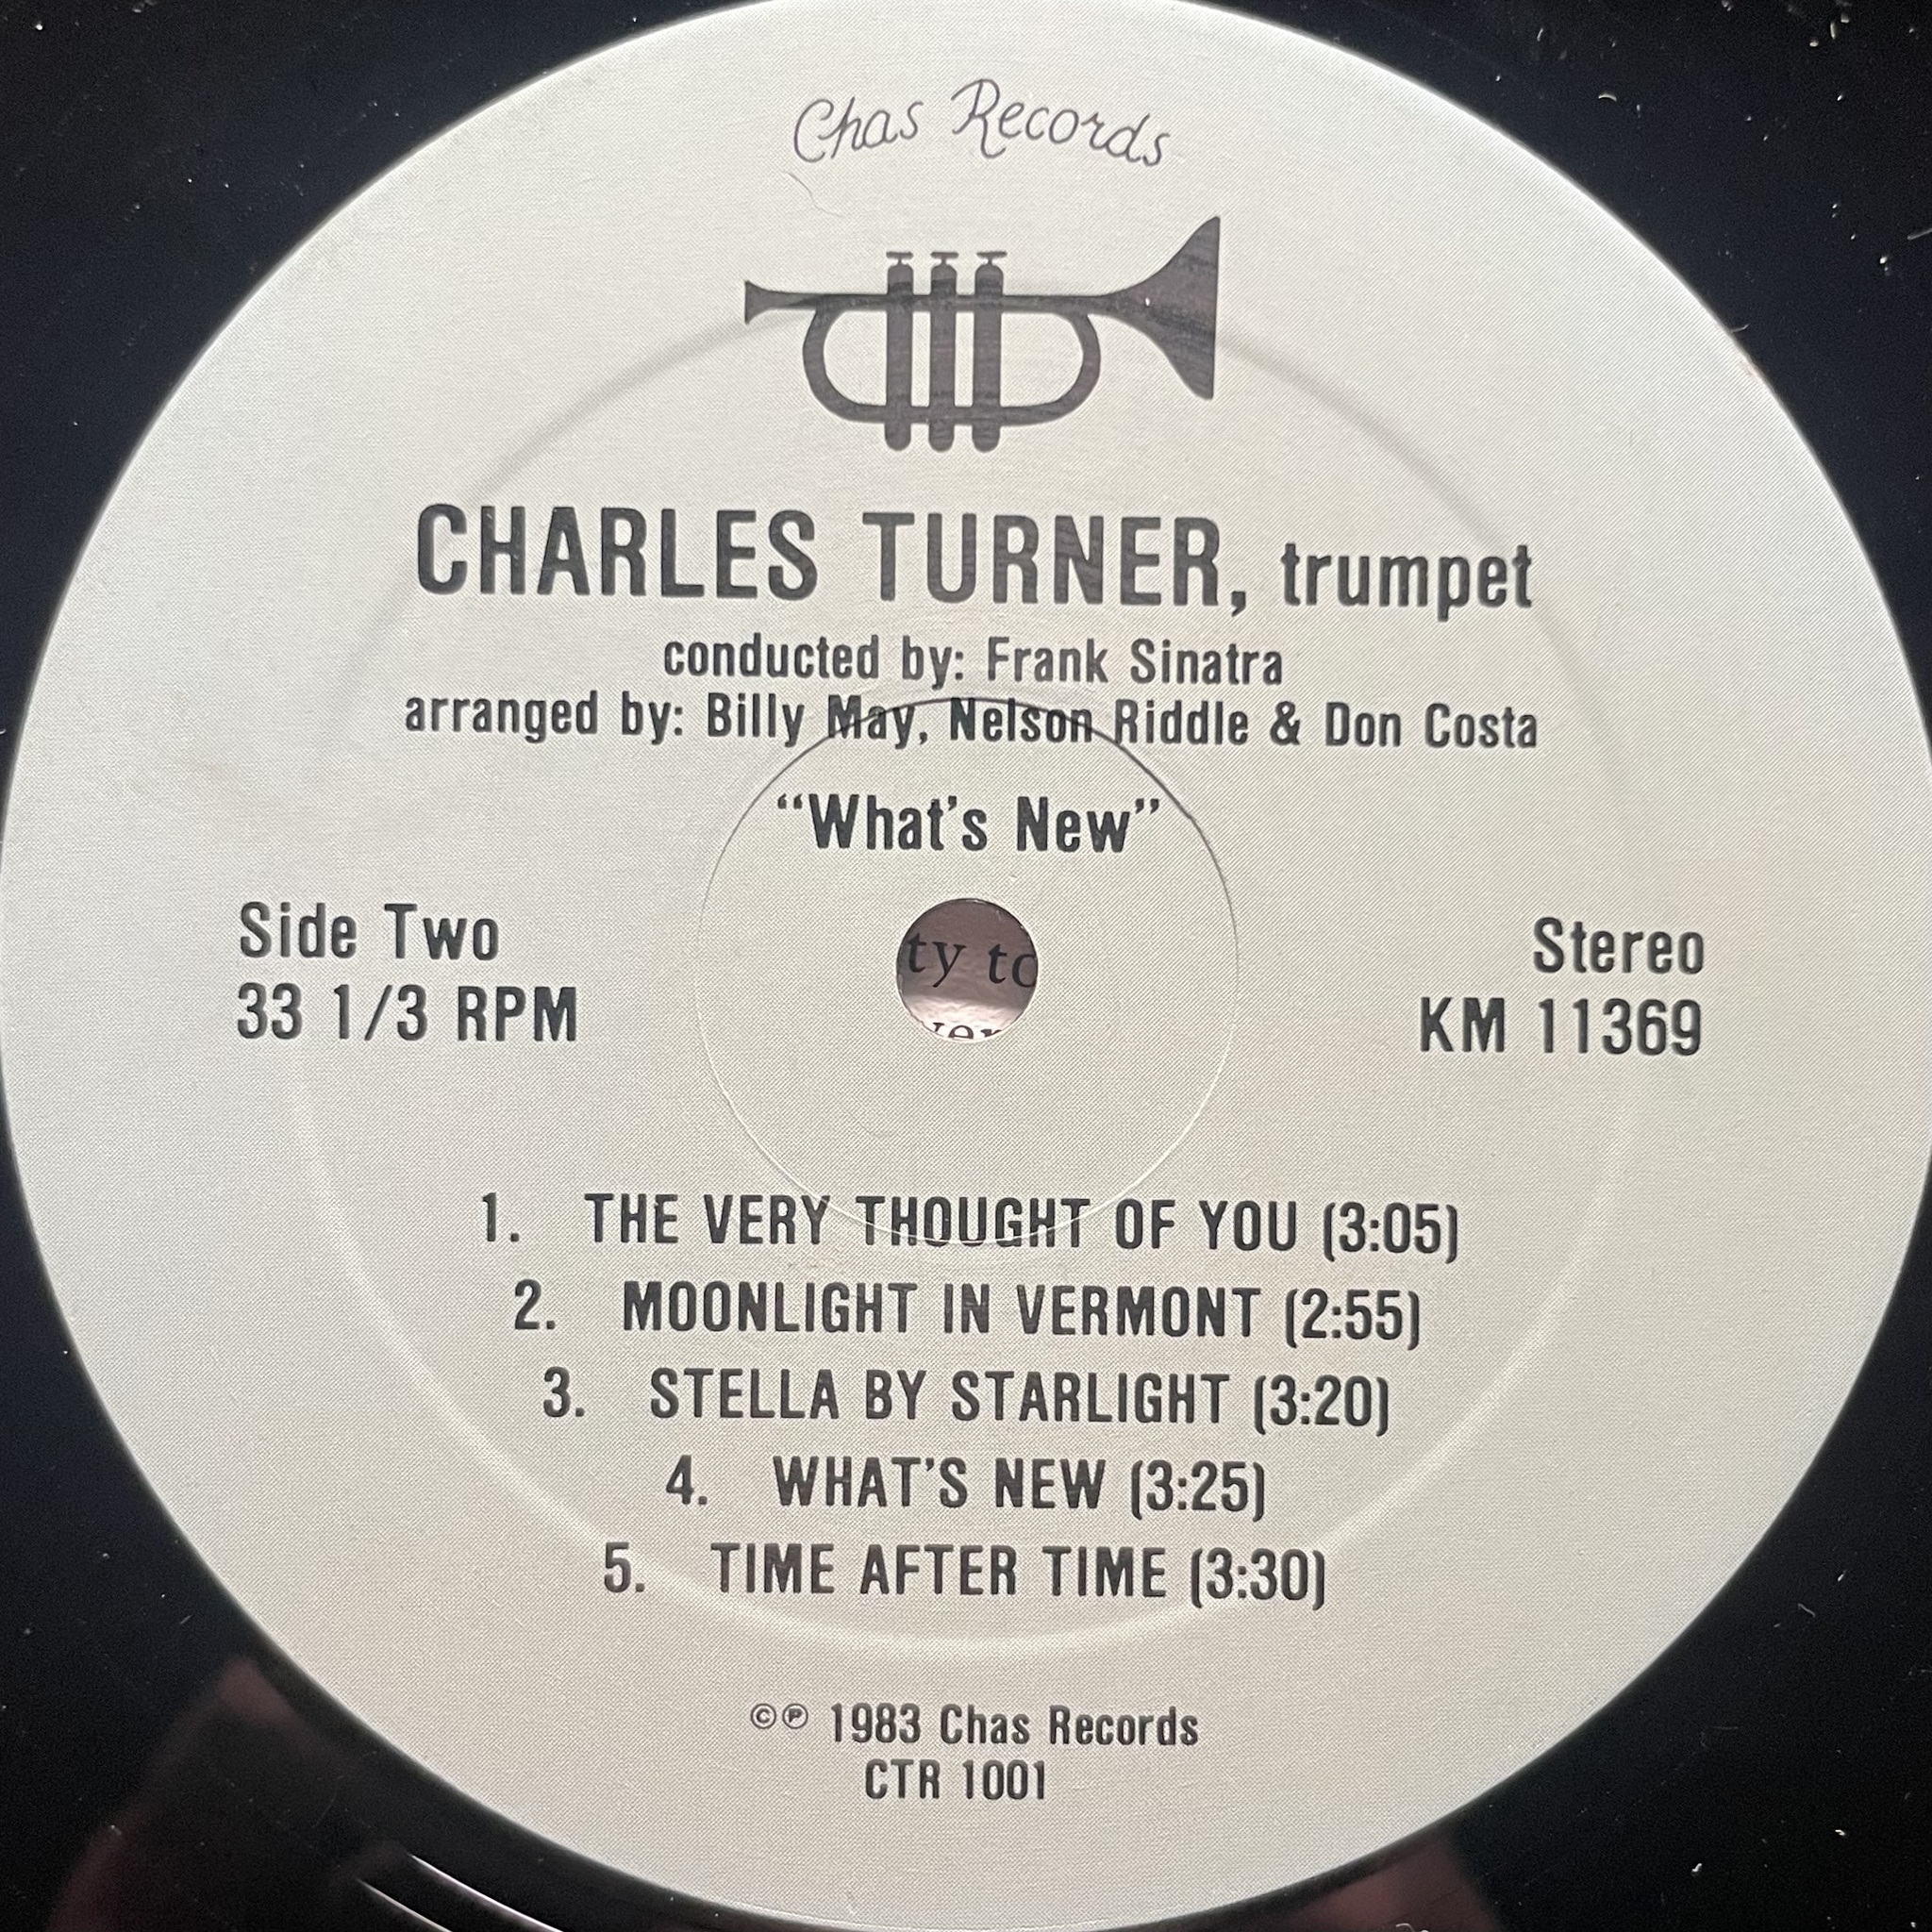 Chas Records
CHARLES TURNER, trumpet
conducted by: Frank Sinatra
arranged by: Billy May, Nelson Riddle & Don Costa
"What's New"
Side Two
33 1/3 RPM
ty to
Stereo
KM 11369
1. THE VERY THOUGHT OF YOU (3:05)
2. MOONLIGHT IN VERMONT (2:55)
3. STELLA BY STARLIGHT (3:20)
4. WHAT'S NEW (3:25)
5. TIME AFTER TIME (3:30)
©℗ 1983 Chas Records
CTR 1001